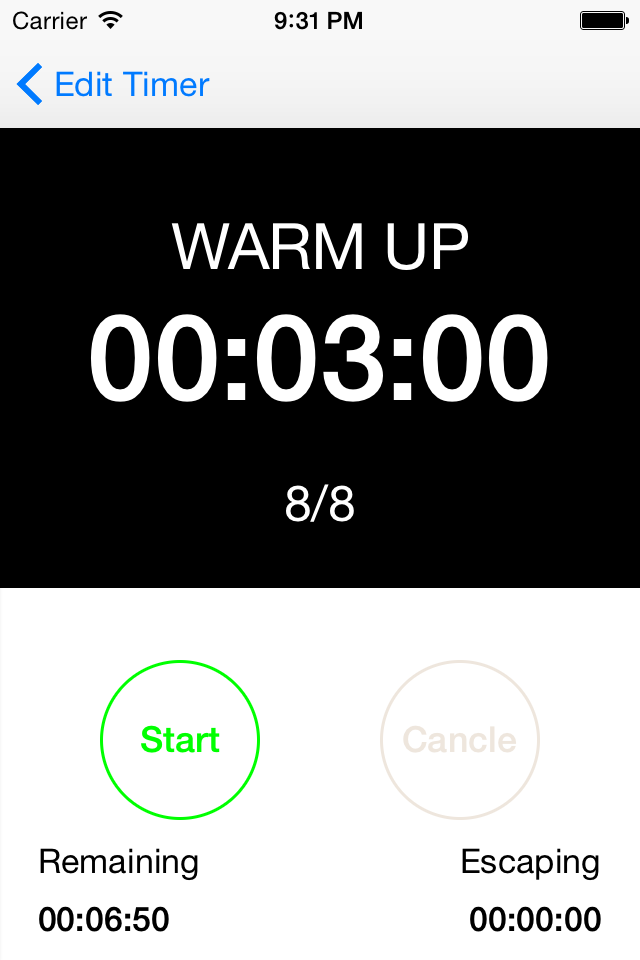 Carrier 9:31 PM
Edit Timer
WARM UP
00:03:00
8/8
Start Cancle
Remaining Escaping
00:06:50 00:00:00